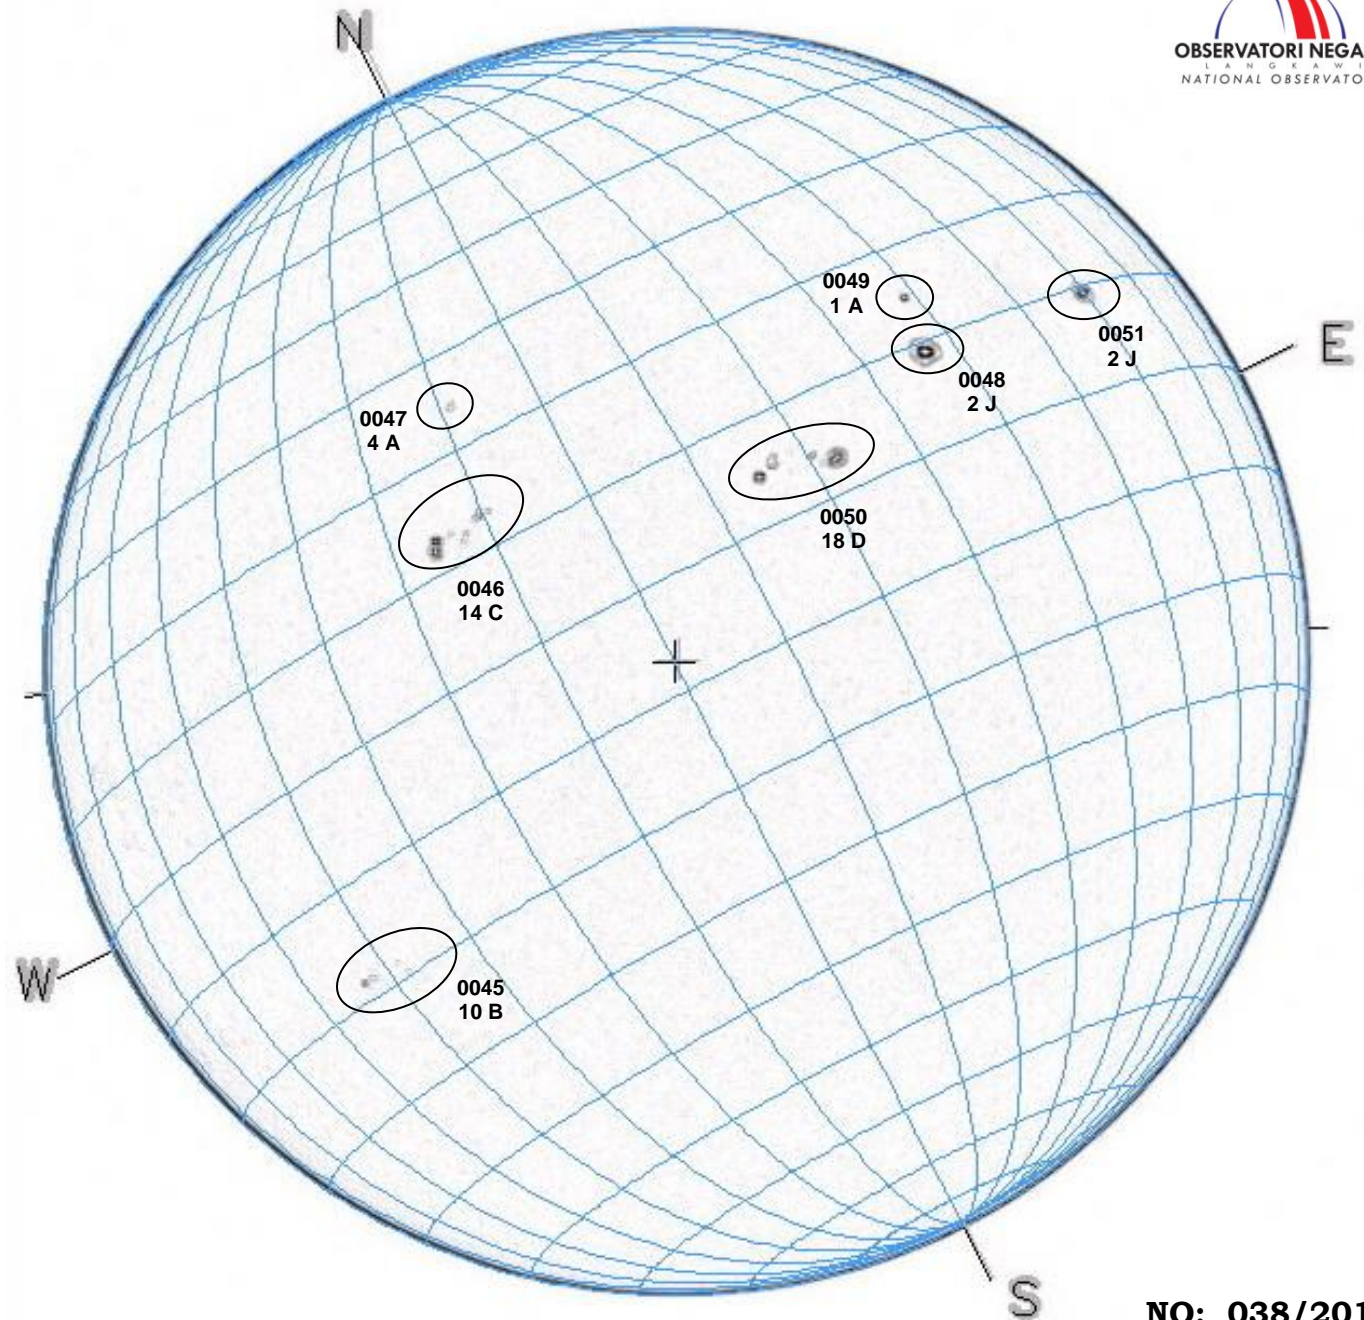 N
OBSERVATORI NEGA
L A N G K A W I
NATIONAL OBSERVATO
0049
1 A
0051
2 J
E
0048
2 J
0047
4 A
0050
18 D
0046
14 C
W
0045
10 B
S
NO: 038/201